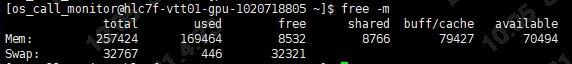 [os_call_monitor@hlc7f-vtt01-gpu-1020718805 ~]$ free -m
total used free shared buff/cache available
Mem: 257424 169464 8532 8766 79427 70494
Swap: 32767 446 32321